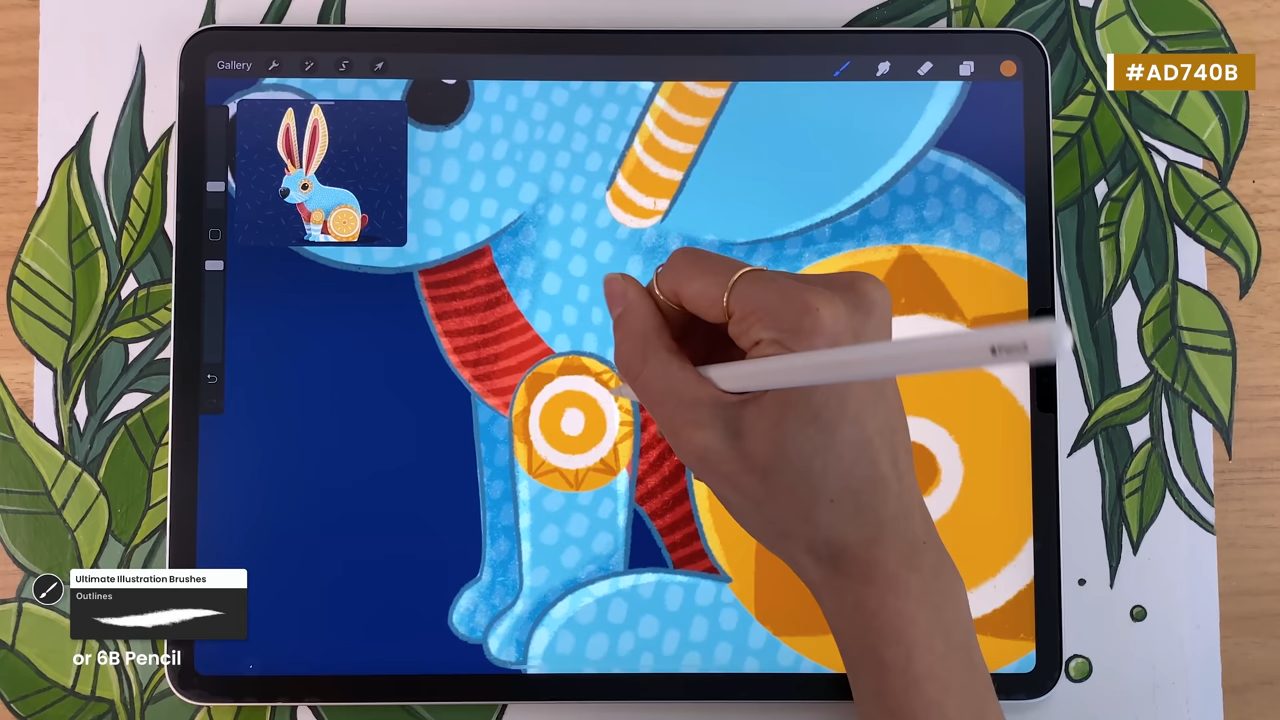 Gallery
#AD740B
Ultimate Illustration Brushes
Outlines
or 6B Pencil